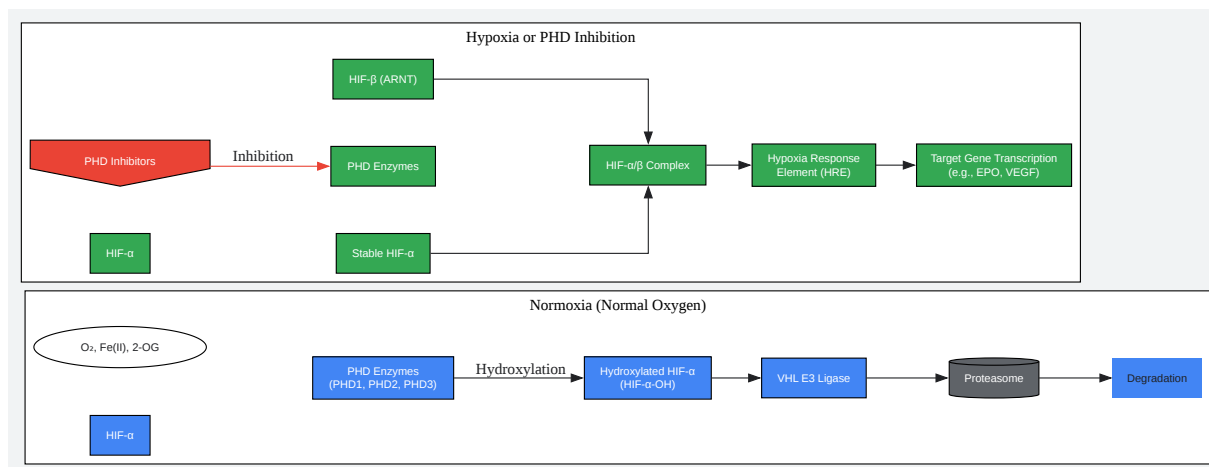 Hypoxia or PHD Inhibition
HIF-β (ARNT)
PHD Inhibitors
Inhibition
PHD Enzymes
HIF-α/β Complex
Hypoxia Response
Element (HRE)
Target Gene Transcription
(e.g., EPO, VEGF)
HIF-α
Stable HIF-α
Normoxia (Normal Oxygen)
O₂, Fe(II), 2-OG
PHD Enzymes
(PHD1, PHD2, PHD3)
Hydroxylation
Hydroxylated HIF-α
(HIF-α-OH)
VHL E3 Ligase
Proteasome
Degradation
HIF-α